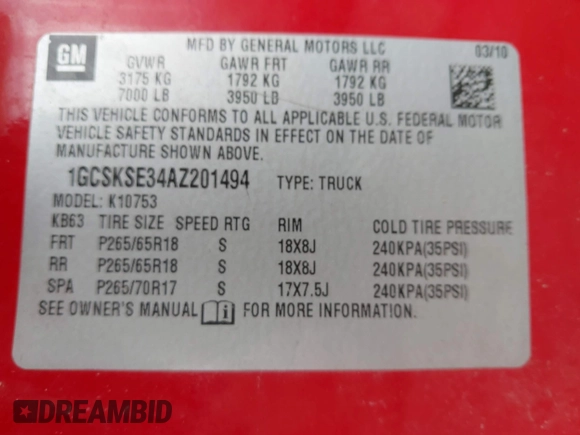 GM
MFD BY GENERAL MOTORS LLC 03/10
GVWR GAWR FRT GAWR RR
3175 KG 1792 KG 1792 KG
7000 LB 3950 LB 3950 LB
THIS VEHICLE CONFORMS TO ALL APPLICABLE U.S. FEDERAL MOTOR
VEHICLE SAFETY STANDARDS IN EFFECT ON THE DATE OF
MANUFACTURE SHOWN ABOVE.
1GCSKSE34AZ201494 TYPE: TRUCK
MODEL: K10753
KB63 TIRE SIZE SPEED RTG RIM COLD TIRE PRESSURE
FRT P265/65R18 S 18X8J 240KPA(35PSI)
RR P265/65R18 S 18X8J 240KPA(35PSI)
SPA P265/70R17 S 17X7.5J 240KPA(35PSI)
SEE OWNER'S MANUAL i FOR MORE INFORMATION.
DREAMBID